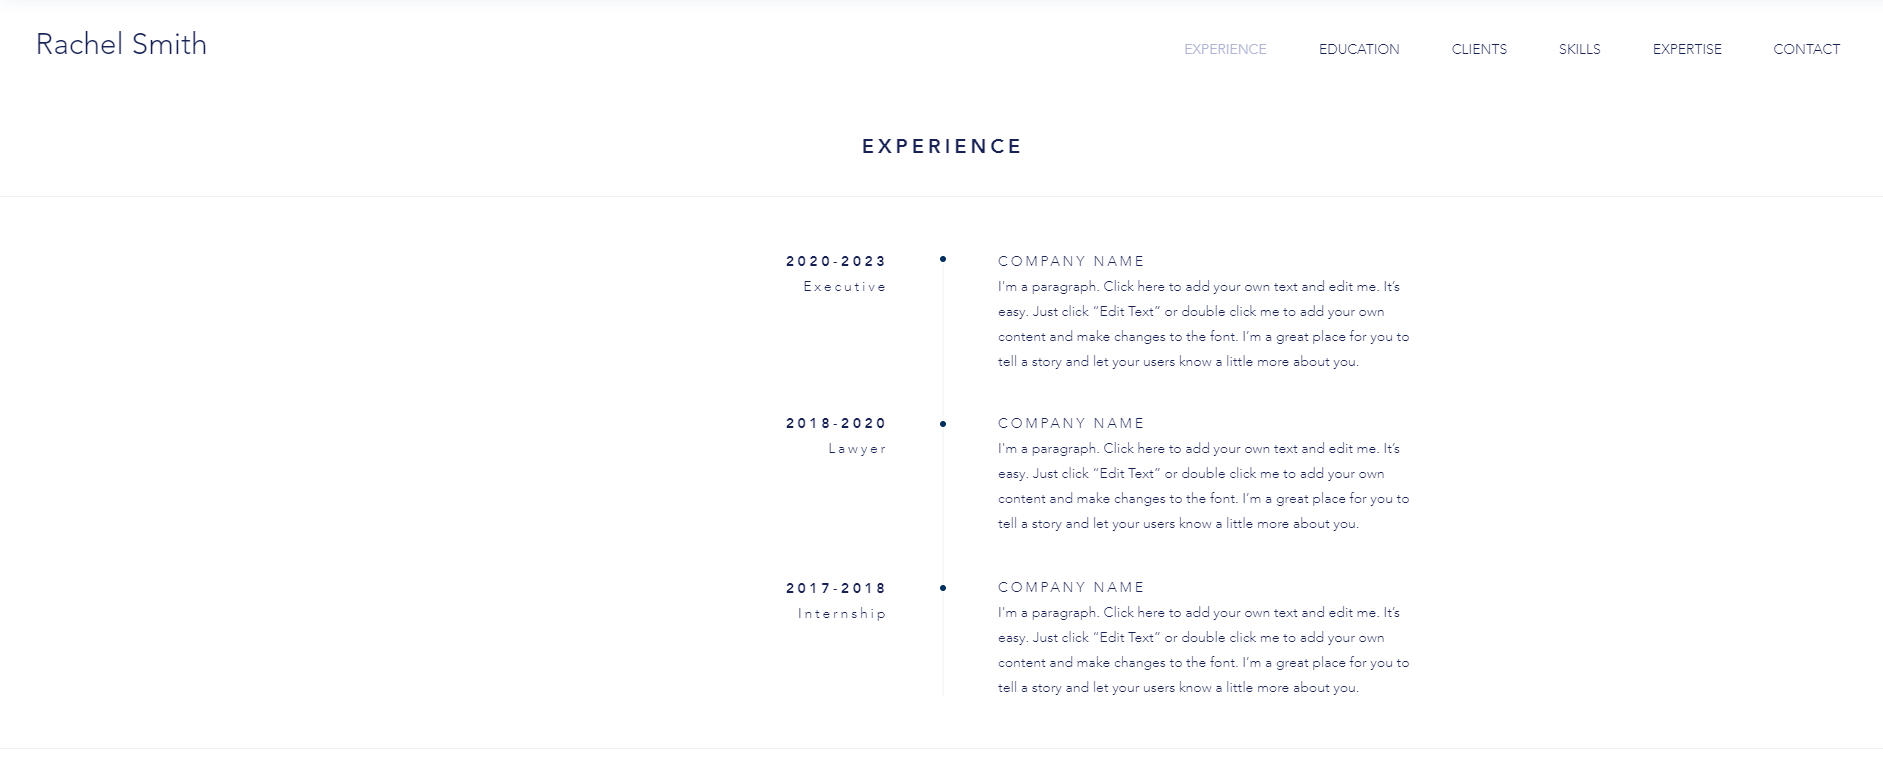 Rachel Smith
EXPERIENCE EDUCATION CLIENTS SKILLS EXPERTISE CONTACT
EXPERIENCE
2020-2023
Executive
COMPANY NAME
I'm a paragraph. Click here to add your own text and edit me. It's
easy. Just click “Edit Text” or double click me to add your own
content and make changes to the font. I'm a great place for you to
tell a story and let your users know a little more about you.
2018-2020
Lawyer
COMPANY NAME
I'm a paragraph. Click here to add your own text and edit me. It's
easy. Just click “Edit Text” or double click me to add your own
content and make changes to the font. I'm a great place for you to
tell a story and let your users know a little more about you.
2017-2018
Internship
COMPANY NAME
I'm a paragraph. Click here to add your own text and edit me. It's
easy. Just click “Edit Text” or double click me to add your own
content and make changes to the font. I'm a great place for you to
tell a story and let your users know a little more about you.